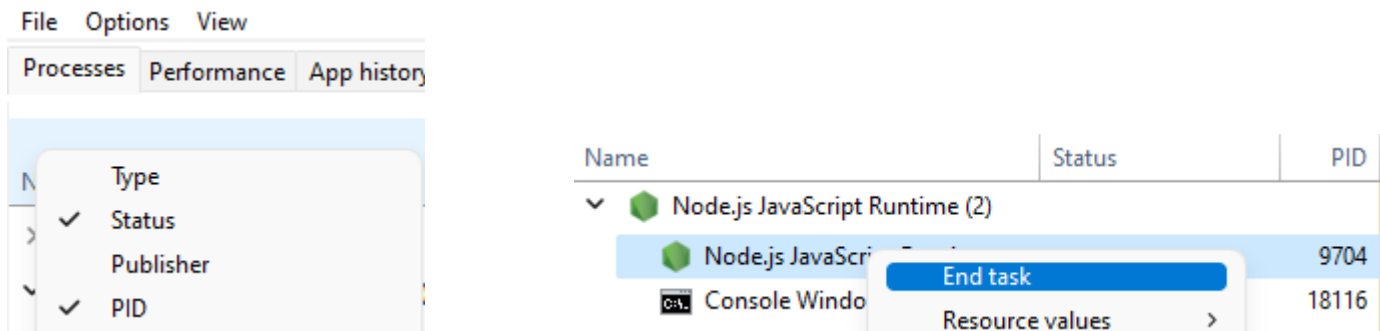 File Options View
Processes Performance App history
Type
Status
Publisher
PID
Name Status PID
Node.js JavaScript Runtime (2)
Node.js JavaScri 9704
End task
Console Windo 18116
Resource values